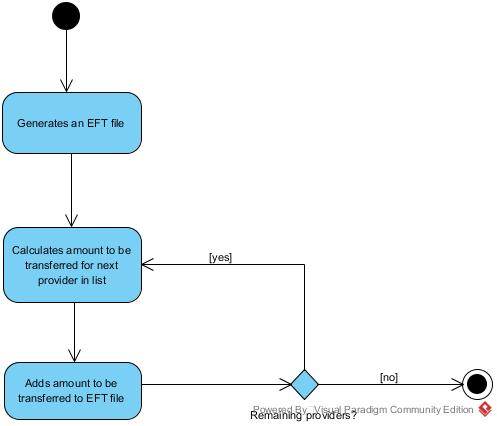 Generates an EFT file
Calculates amount to be
transferred for next
provider in list
[yes]
Adds amount to be
transferred to EFT file
[no]
Powered By Visual Paradigm Community Edition
Remaining providers?